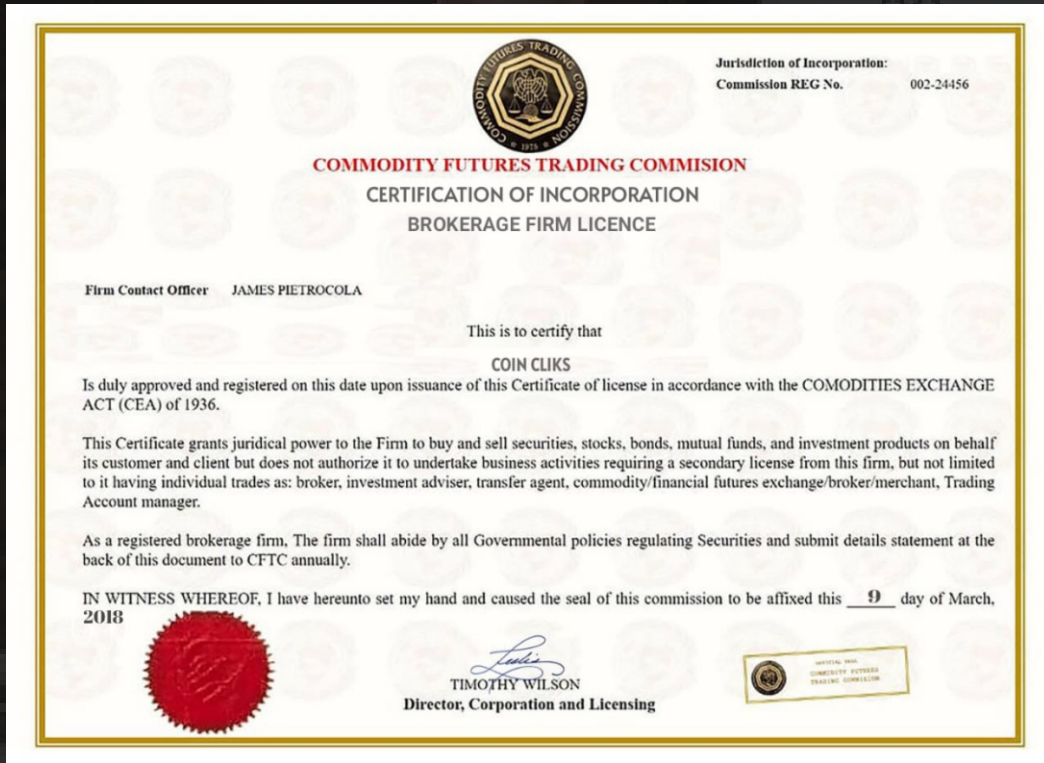 COMMODITY FUTURES TRADING COMMISSION
* 1975 *
Jurisdiction of Incorporation:
Commission REG No. 002-24456
COMMODITY FUTURES TRADING COMMISION
CERTIFICATION OF INCORPORATION
BROKERAGE FIRM LICENCE
Firm Contact Officer JAMES PIETROCOLA
This is to certify that
COIN CLIKS
Is duly approved and registered on this date upon issuance of this Certificate of license in accordance with the COMODITIES EXCHANGE
ACT (CEA) of 1936.
This Certificate grants juridical power to the Firm to buy and sell securities, stocks, bonds, mutual funds, and investment products on behalf
its customer and client but does not authorize it to undertake business activities requiring a secondary license from this firm, but not limited
to it having individual trades as: broker, investment adviser, transfer agent, commodity/financial futures exchange/broker/merchant, Trading
Account manager.
As a registered brokerage firm, The firm shall abide by all Governmental policies regulating Securities and submit details statement at the
back of this document to CFTC annually.
IN WITNESS WHEREOF, I have hereunto set my hand and caused the seal of this commission to be affixed this 9 day of March,
2018
Leslie
TIMOTHY WILSON
Director, Corporation and Licensing
OFFICIAL SEAL
COMMODITY FUTURES
TRADING COMMISION